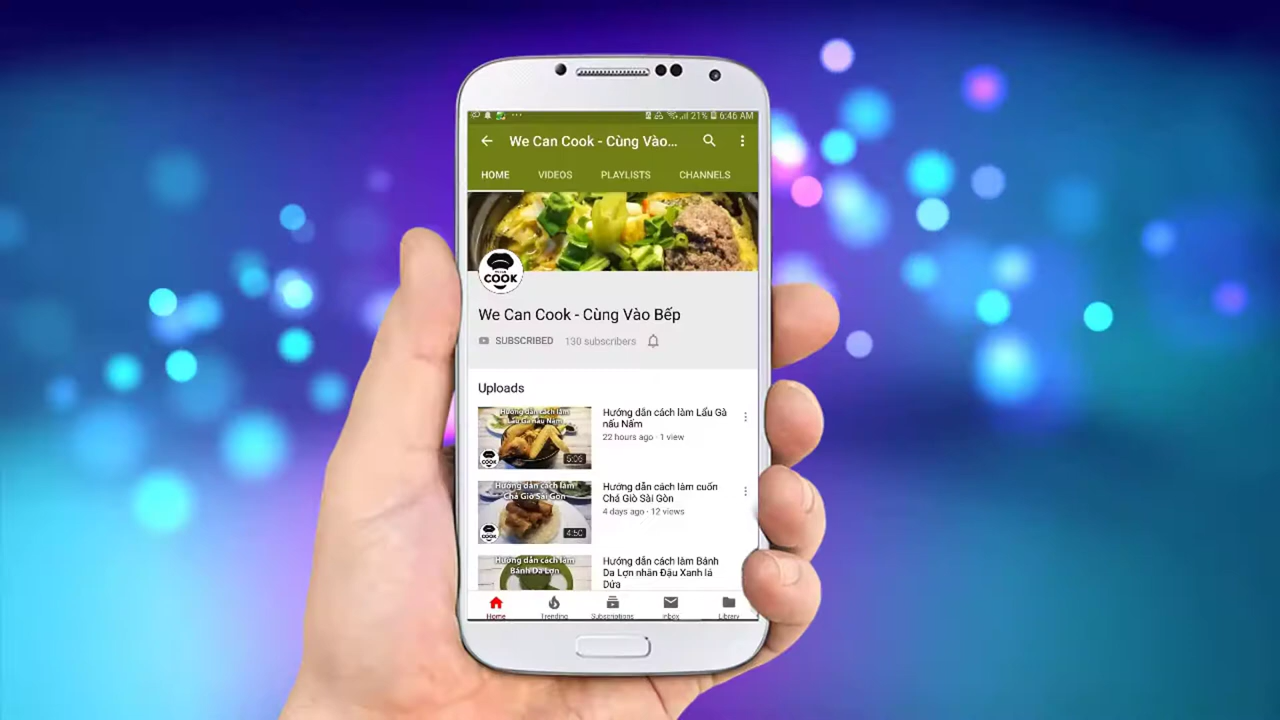 21% 6:46 AM
We Can Cook - Cùng Vào...
HOME VIDEOS PLAYLISTS CHANNELS
COOK
We Can Cook - Cùng Vào Bếp
SUBSCRIBED 130 subscribers
Uploads
Hướng dẫn cách làm
Lẩu Gà nấu Nấm
COOK
5:06
Hướng dẫn cách làm Lẩu Gà
nấu Nấm
22 hours ago · 1 view
Hướng dẫn cách làm
Chả Giò Sài Gòn
COOK
4:50
Hướng dẫn cách làm cuốn
Chả Giò Sài Gòn
4 days ago · 12 views
Hướng dẫn cách làm
Bánh Da Lợn
Hướng dẫn cách làm Bánh
Da Lợn nhân Đậu Xanh lá
Dứa
Home Trending Subscriptions Inbox Library